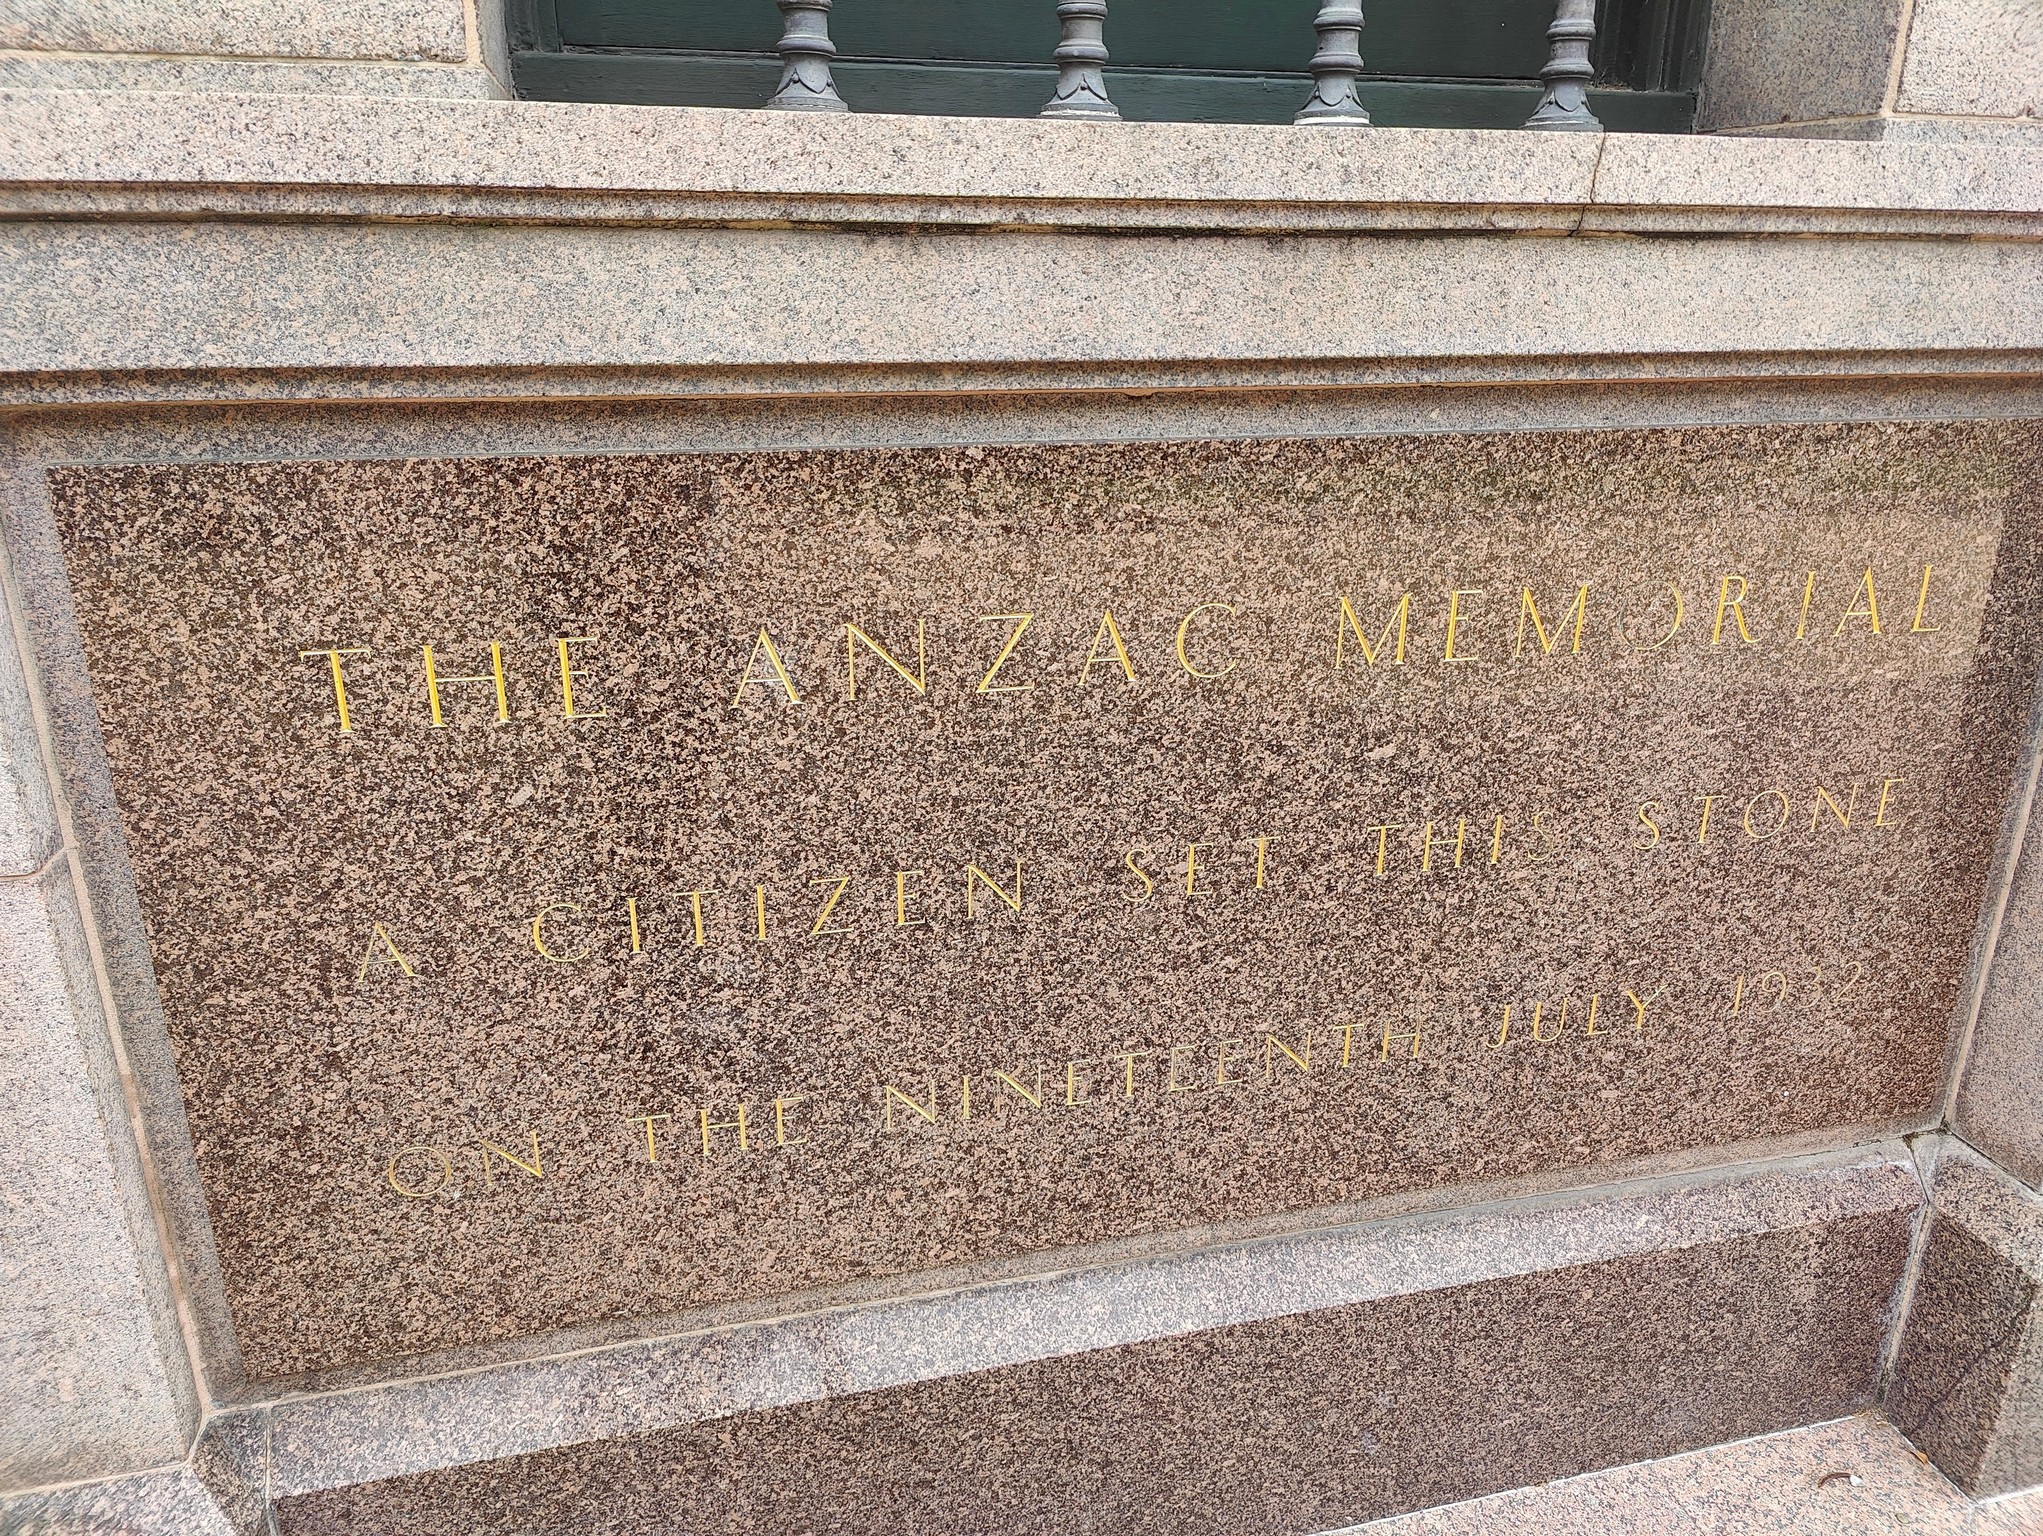 THE ANZAC MEMORIAL
A CITIZEN SET THIS STONE
ON THE NINETEENTH JULY 1932